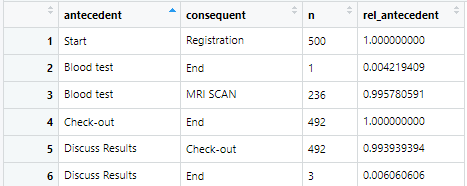 antecedent consequent n rel_antecedent
1 Start Registration 500 1.000000000
2 Blood test End 1 0.004219409
3 Blood test MRI SCAN 236 0.995780591
4 Check-out End 492 1.000000000
5 Discuss Results Check-out 492 0.993939394
6 Discuss Results End 3 0.006060606